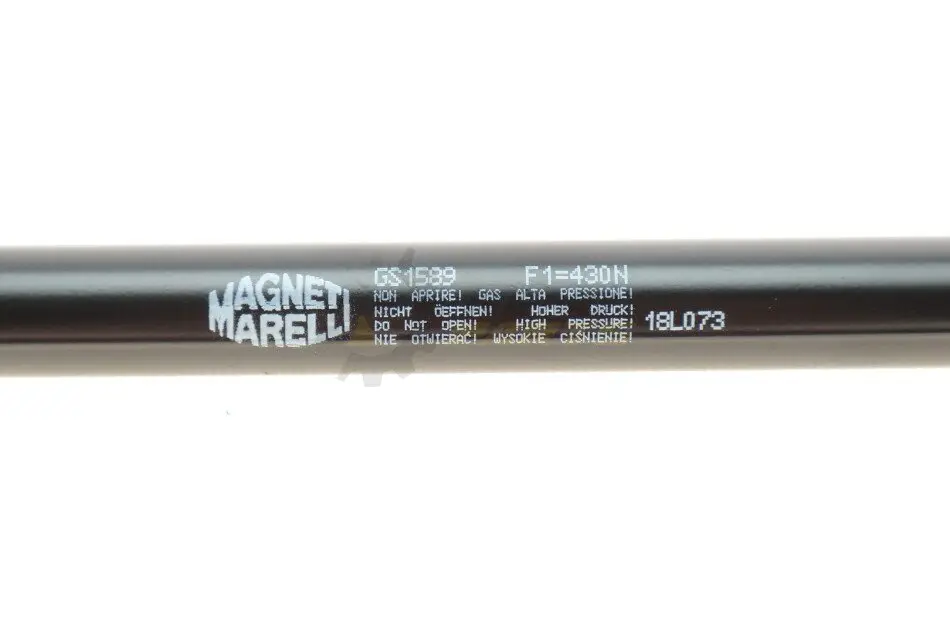 MAGNETI
MARELLI
GS1589 F1=430N
NON APRIRE! GAS ALTA PRESSIONE!
NICHT ÖEFFNEN! HOHER DRUCK!
DO NOT OPEN! HIGH PRESSURE!
NIE OTWIERAĆ! WYSOKIE CIŚNIENIE!
18L073